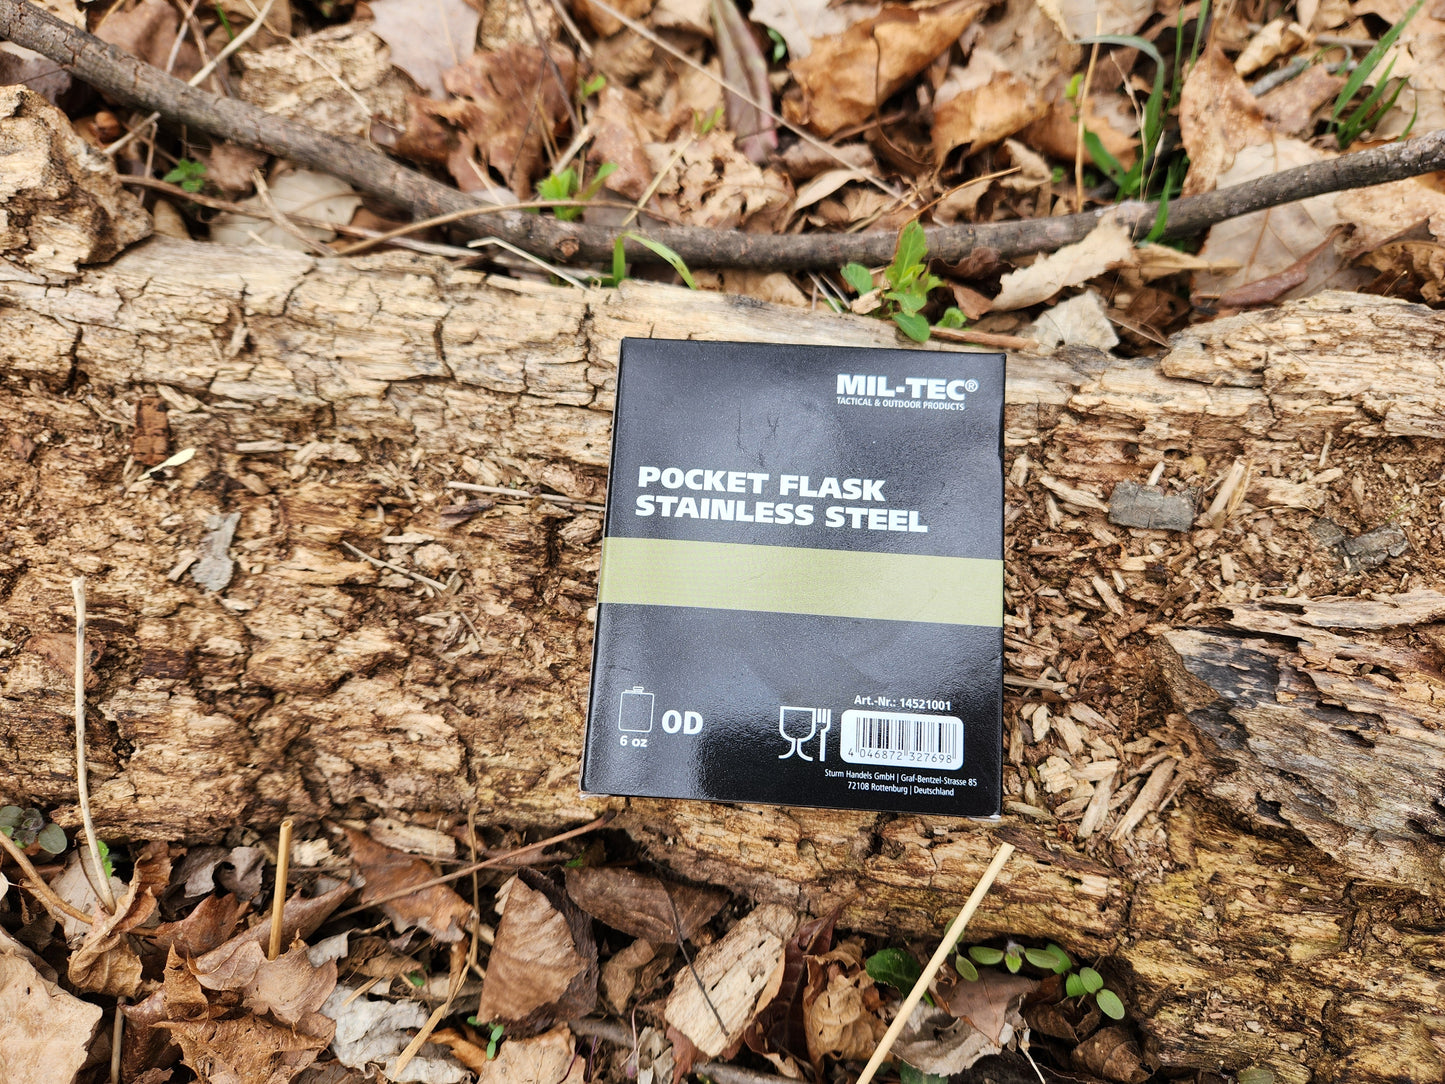 MIL-TEC®
TACTICAL & OUTDOOR PRODUCTS
POCKET FLASK
STAINLESS STEEL
6 oz
OD
Art.-Nr.: 14521001
4 046872 327698
Sturm Handels GmbH | Graf-Bentzel-Strasse 85
72108 Rottenburg | Deutschland